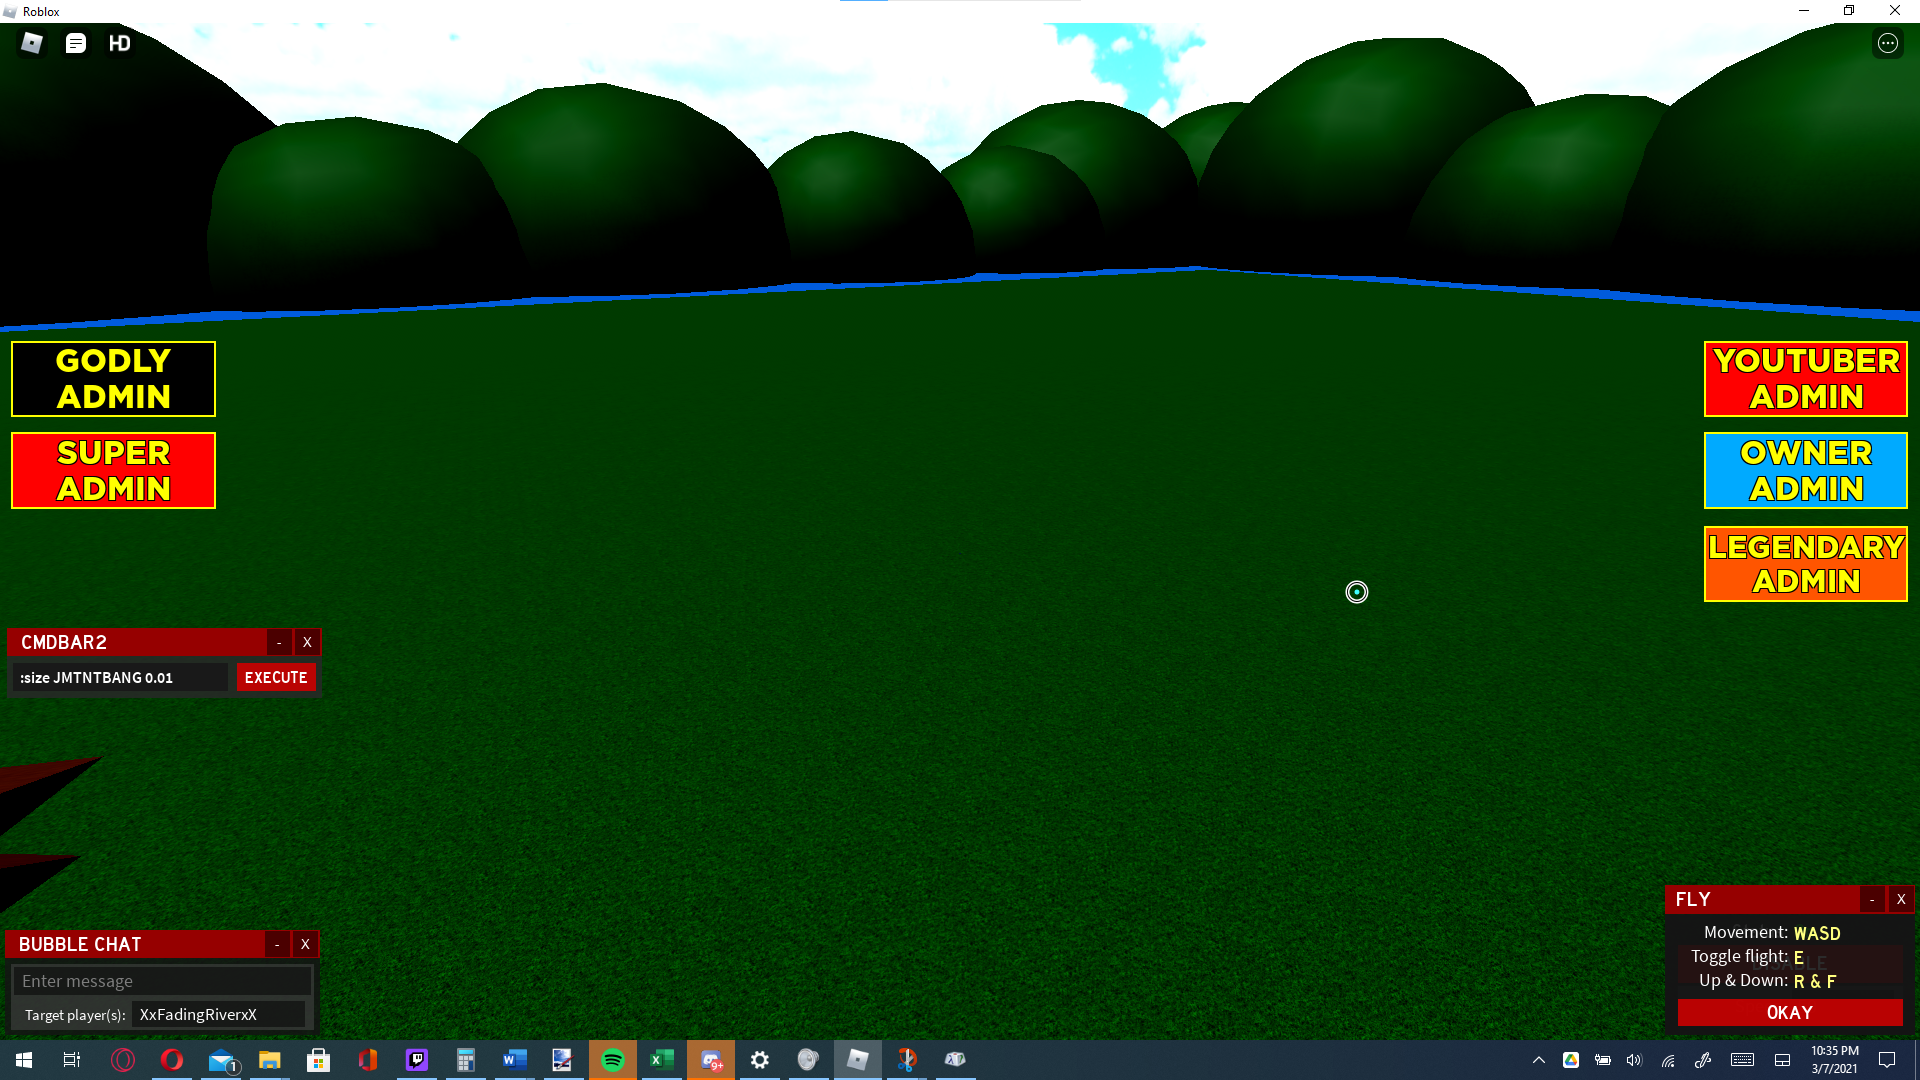 Roblox
HD
GODLY
ADMIN
SUPER
ADMIN
YOUTUBER
ADMIN
OWNER
ADMIN
LEGENDARY
ADMIN
CMDBAR2
- X
:size JMTNTBANG 0.01
EXECUTE
BUBBLE CHAT
- X
Enter message
Target player(s): XxFadingRiverxX
FLY
- X
Movement: WASD
Toggle flight: E
DISABLE
Up & Down: R & F
OKAY
1
W
X
9+
10:35 PM
3/7/2021